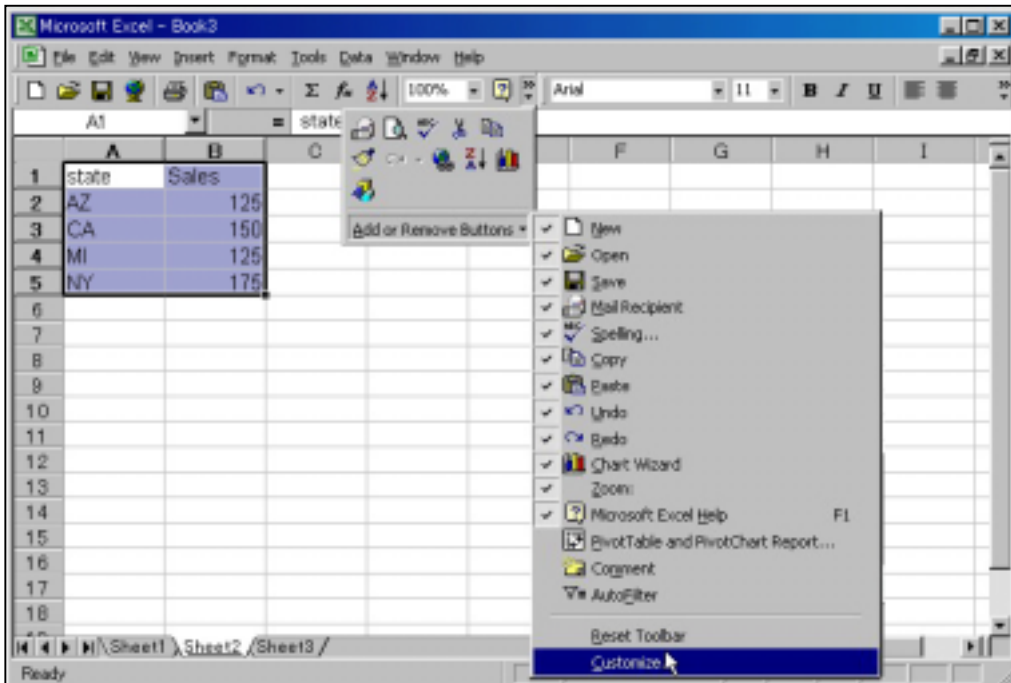 Microsoft Excel - Book3
File Edit View Insert Format Tools Data Window Help
Σ fx 100% Arial 11 B I U
A1 = state
A B C F G H I
1 state Sales
2 AZ 125
3 CA 150
4 MI 125
5 NY 175
6
7
8
9
10
11
12
13
14
15
16
17
18
Add or Remove Buttons
New
Open
Save
Mail Recipient
Spelling...
Copy
Paste
Undo
Redo
Chart Wizard
Zoom:
Microsoft Excel Help F1
PivotTable and PivotChart Report...
Comment
AutoFilter
Reset Toolbar
Customize...
Sheet1 Sheet2 Sheet3
Ready